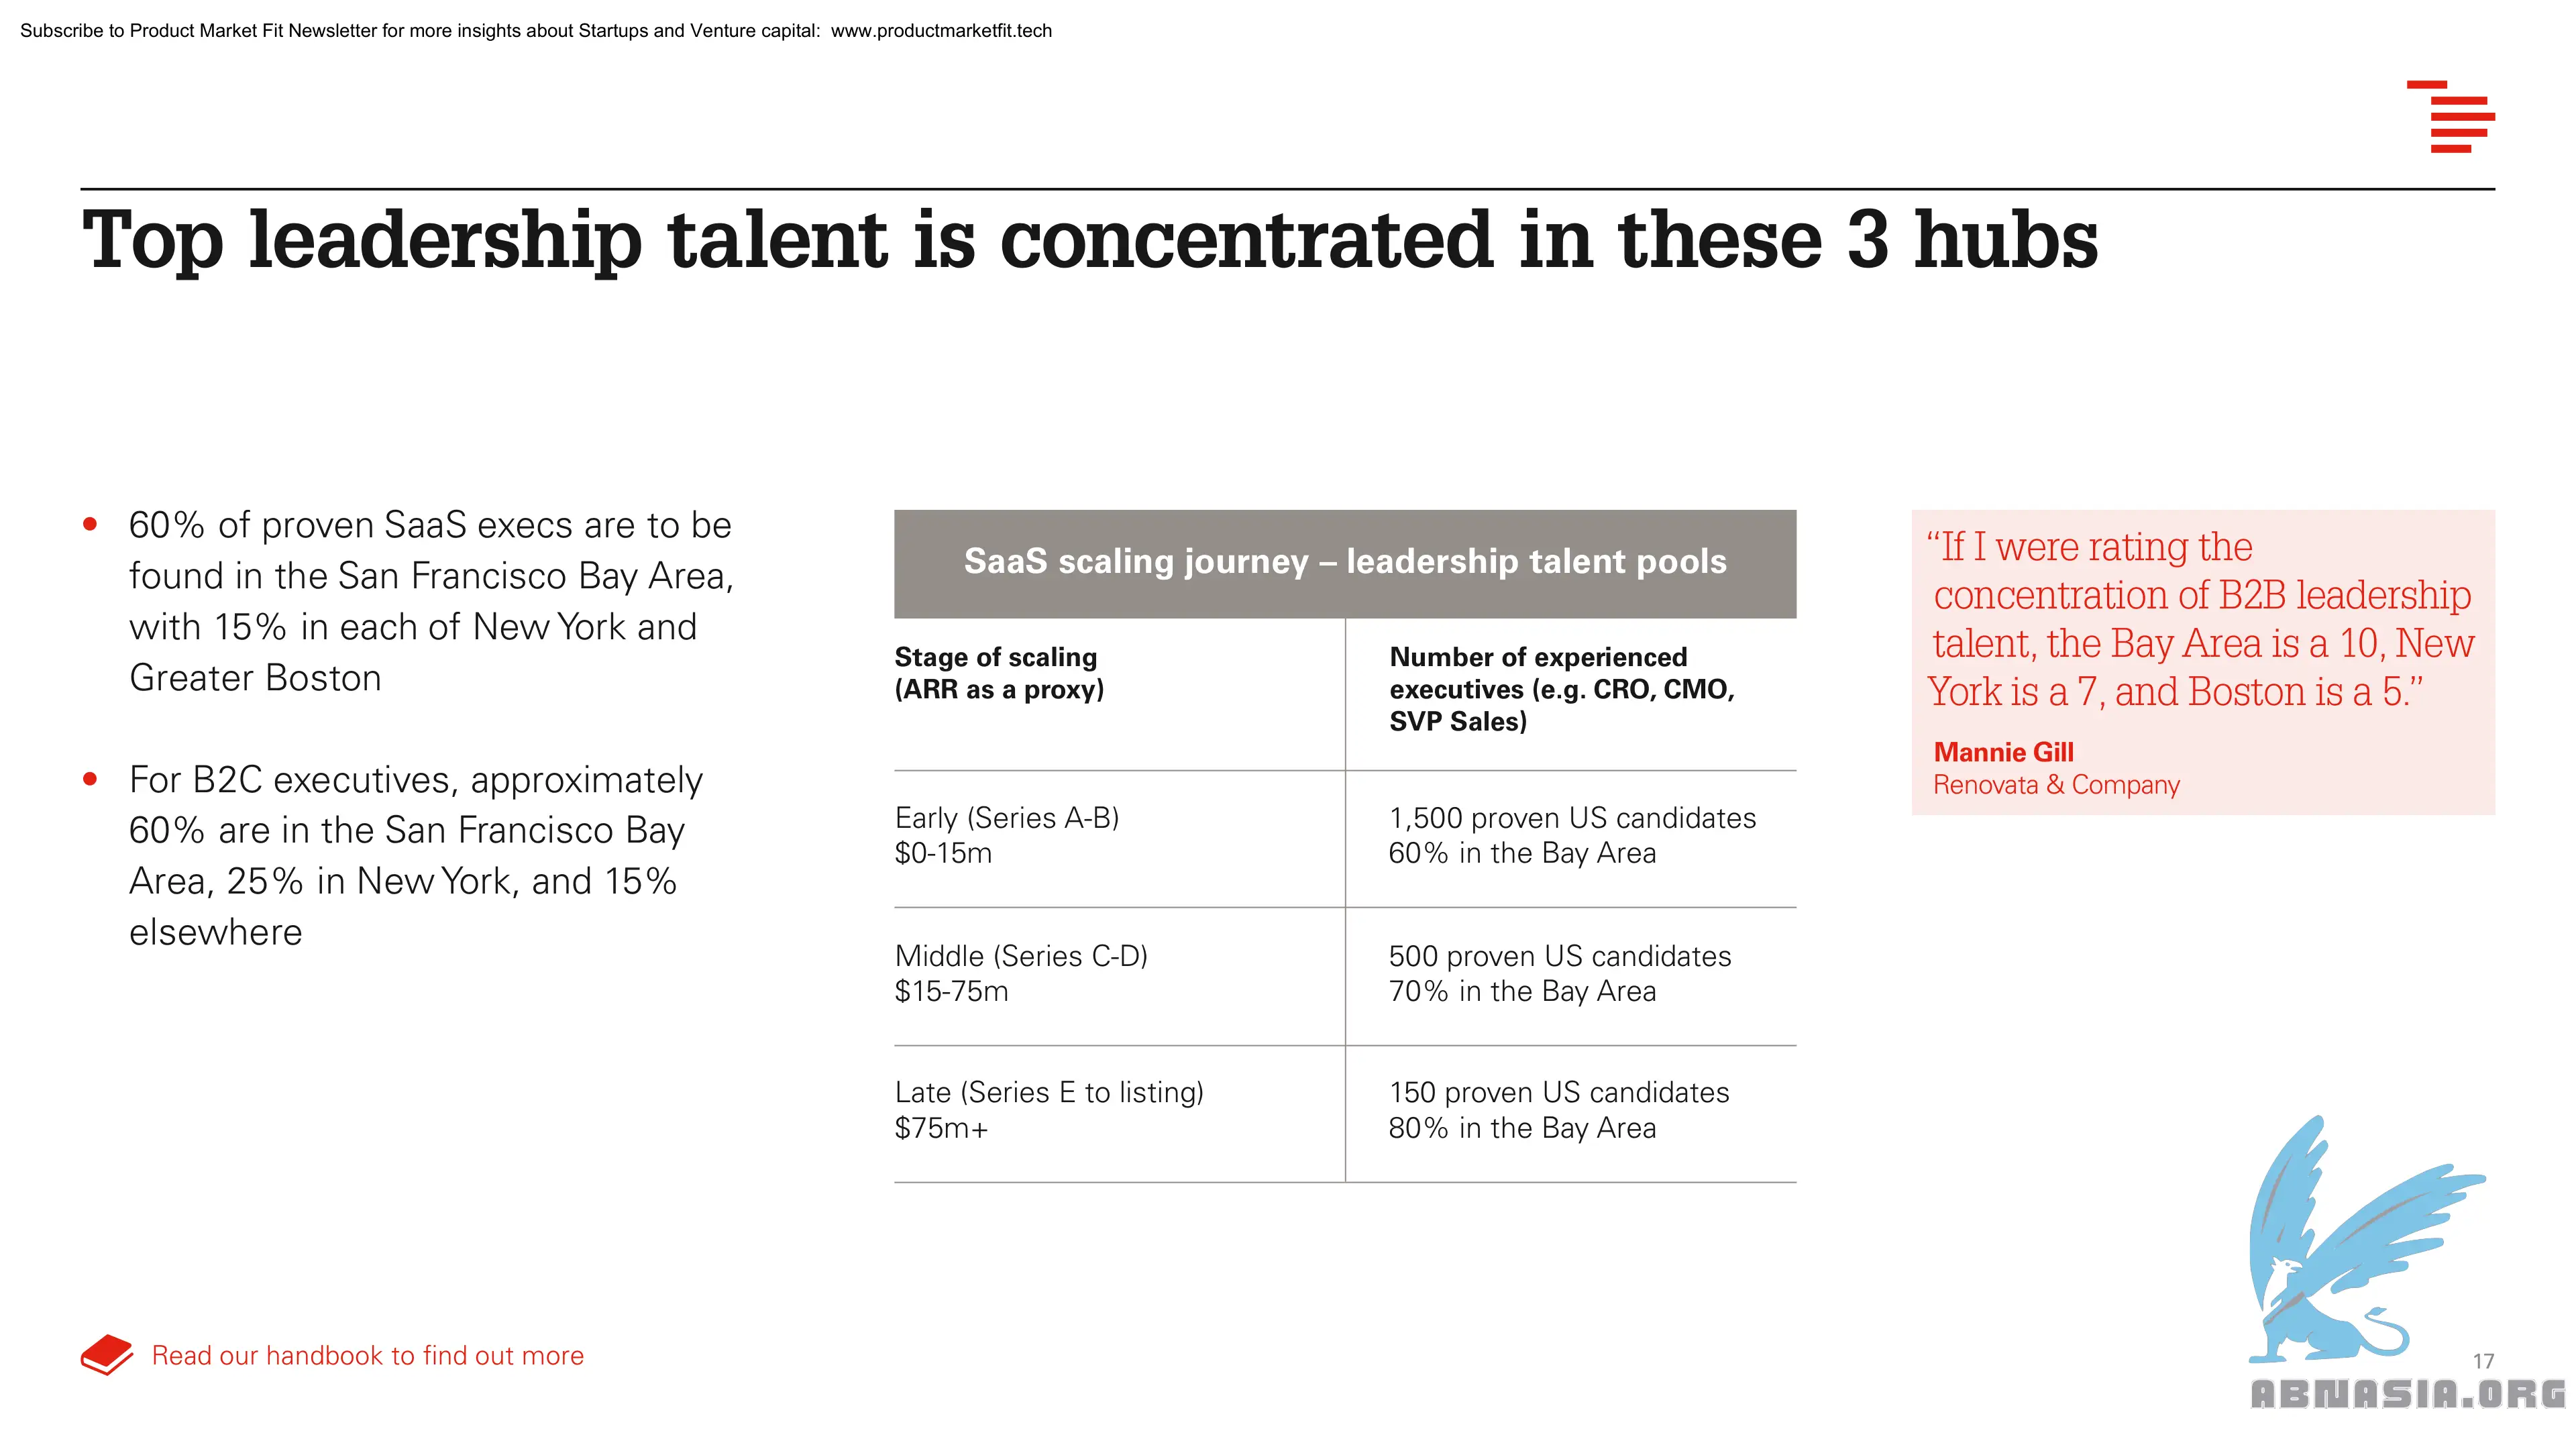 Subscribe to Product Market Fit Newsletter for more insights about Startups and Venture capital:  www.productmarketfit.tech
Top leadership talent is concentrated in these 3 hubs
• 60% of proven SaaS execs are to be
found in the San Francisco Bay Area,
with 15% in each of New York and
Greater Boston
• For B2C executives, approximately
60% are in the San Francisco Bay
Area, 25% in New York, and 15%
elsewhere
SaaS scaling journey – leadership talent pools
Stage of scaling
(ARR as a proxy)
Number of experienced
executives (e.g. CRO, CMO,
SVP Sales)
Early (Series A-B)
$0-15m
1,500 proven US candidates
60% in the Bay Area
Middle (Series C-D)
$15-75m
500 proven US candidates
70% in the Bay Area
Late (Series E to listing)
$75m+
150 proven US candidates
80% in the Bay Area
“If I were rating the
concentration of B2B leadership
talent, the Bay Area is a 10, New
York is a 7, and Boston is a 5.”
Mannie Gill
Renovata & Company
Read our handbook to find out more
17
ABNASIA.ORG